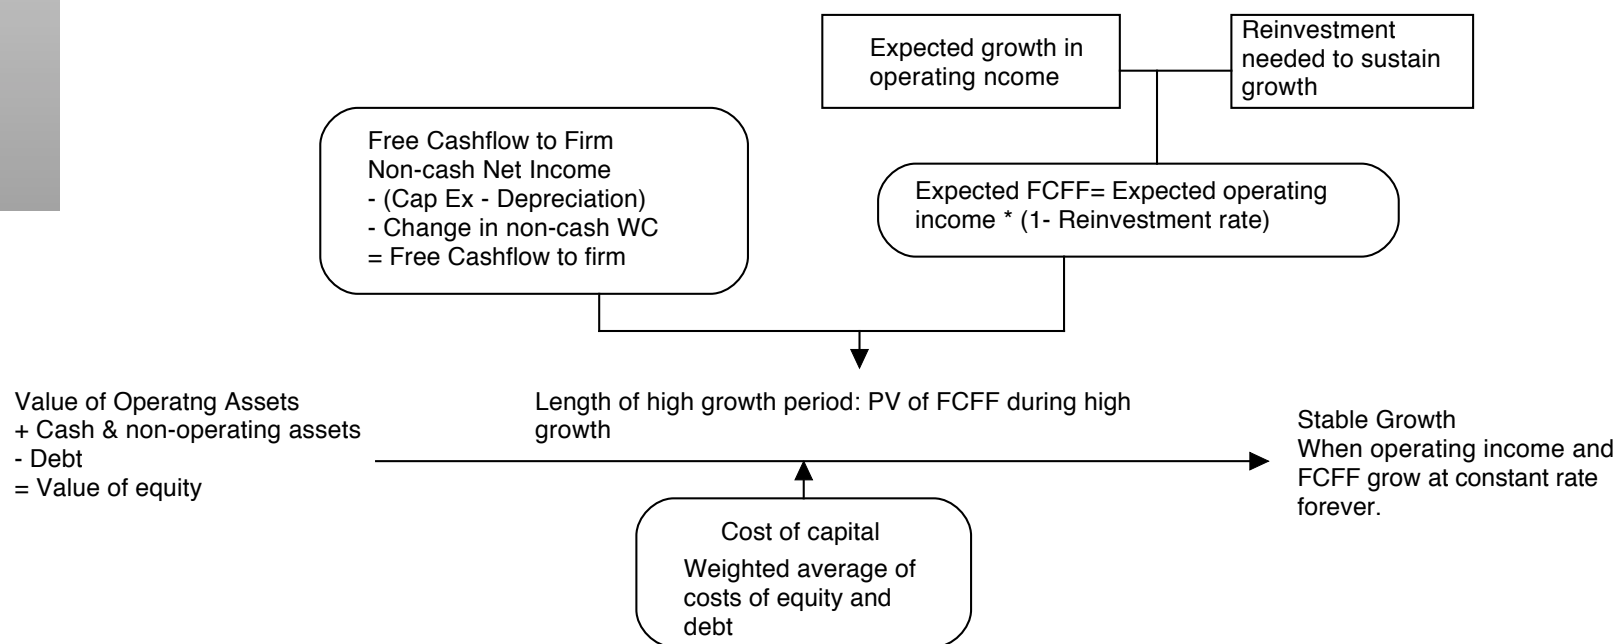 Expected growth in
operating ncome
Reinvestment
needed to sustain
growth
Free Cashflow to Firm
Non-cash Net Income
- (Cap Ex - Depreciation)
- Change in non-cash WC
= Free Cashflow to firm
Expected FCFF= Expected operating
income * (1- Reinvestment rate)
Value of Operatng Assets
+ Cash & non-operating assets
- Debt
= Value of equity
Length of high growth period: PV of FCFF during high
growth
Stable Growth
When operating income and
FCFF grow at constant rate
forever.
Cost of capital
Weighted average of
costs of equity and
debt